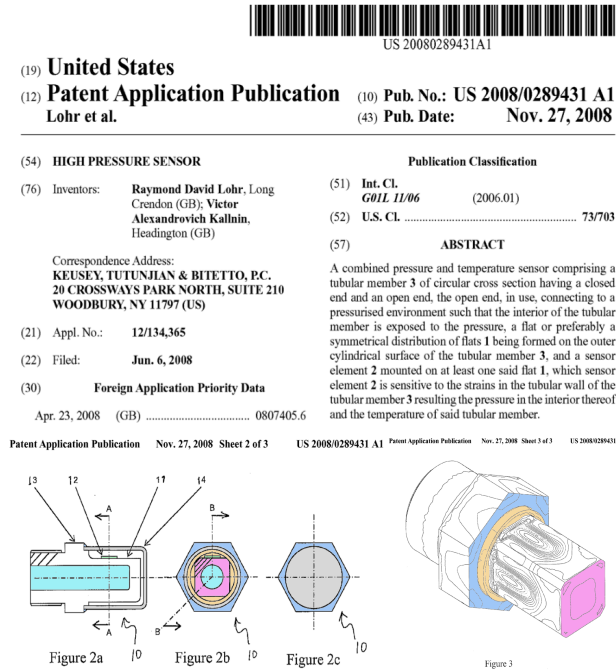 US 20080289431A1
(19) United States
(12) Patent Application Publication
Lohr et al.
(10) Pub. No.: US 2008/0289431 A1
(43) Pub. Date: Nov. 27, 2008
(54) HIGH PRESSURE SENSOR
(76) Inventors: Raymond David Lohr, Long
Crendon (GB); Victor
Alexandrovich Kallnin,
Headington (GB)
Correspondence Address:
KEUSEY, TUTUNJIAN & BITETTO, P.C.
20 CROSSWAYS PARK NORTH, SUITE 210
WOODBURY, NY 11797 (US)
(21) Appl. No.: 12/134,365
(22) Filed: Jun. 6, 2008
(30) Foreign Application Priority Data
Apr. 23, 2008 (GB) .................................. 0807405.6
Publication Classification
(51) Int. Cl.
G01L 11/06 (2006.01)
(52) U.S. Cl. ........................................................ 73/703
(57) ABSTRACT
A combined pressure and temperature sensor comprising a
tubular member 3 of circular cross section having a closed
end and an open end, the open end, in use, connecting to a
pressurised environment such that the interior of the tubular
member is exposed to the pressure, a flat or preferably a
symmetrical distribution of flats 1 being formed on the outer
cylindrical surface of the tubular member 3, and a sensor
element 2 mounted on at least one said flat 1, which sensor
element 2 is sensitive to the strains in the tubular wall of the
tubular member 3 resulting the pressure in the interior thereof
and the temperature of said tubular member.
Patent Application Publication Nov. 27, 2008 Sheet 2 of 3 US 2008/0289431 A1
Patent Application Publication Nov. 27, 2008 Sheet 3 of 3 US 2008/0289431
13 12 11 14
A
A
10
Figure 2a
B
B
10
Figure 2b
10
Figure 2c
Figure 3